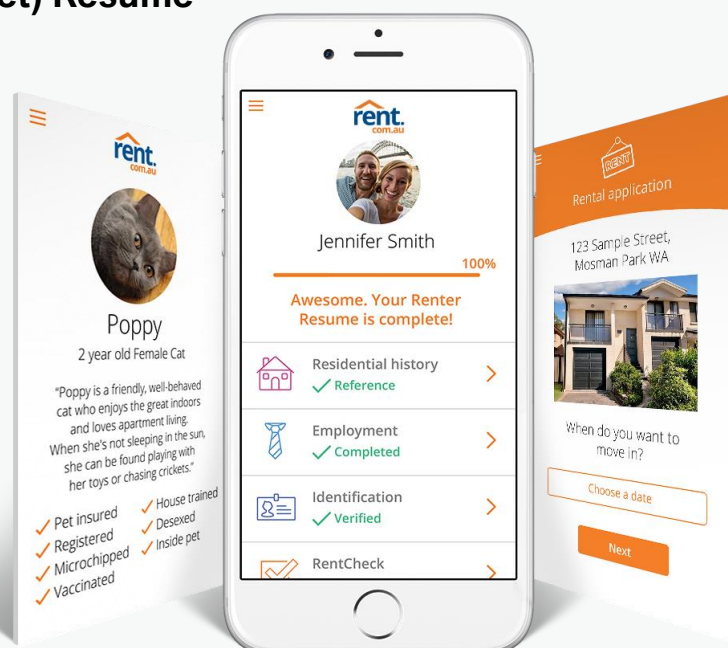 ct) Resume
rent.
com.au
Poppy
2 year old Female Cat
"Poppy is a friendly, well-behaved
cat who enjoys the great indoors
and loves apartment living.
When she's not sleeping in the sun,
she can be found playing with
her toys or chasing crickets."
Pet insured
Registered
Microchipped
Vaccinated
House trained
Desexed
Inside pet
rent.
com.au
Jennifer Smith
100%
Awesome. Your Renter
Resume is complete!
Residential history
Reference
Employment
Completed
Identification
Verified
RentCheck
RENT
Rental application
123 Sample Street,
Mosman Park WA
When do you want to
move in?
Choose a date
Next